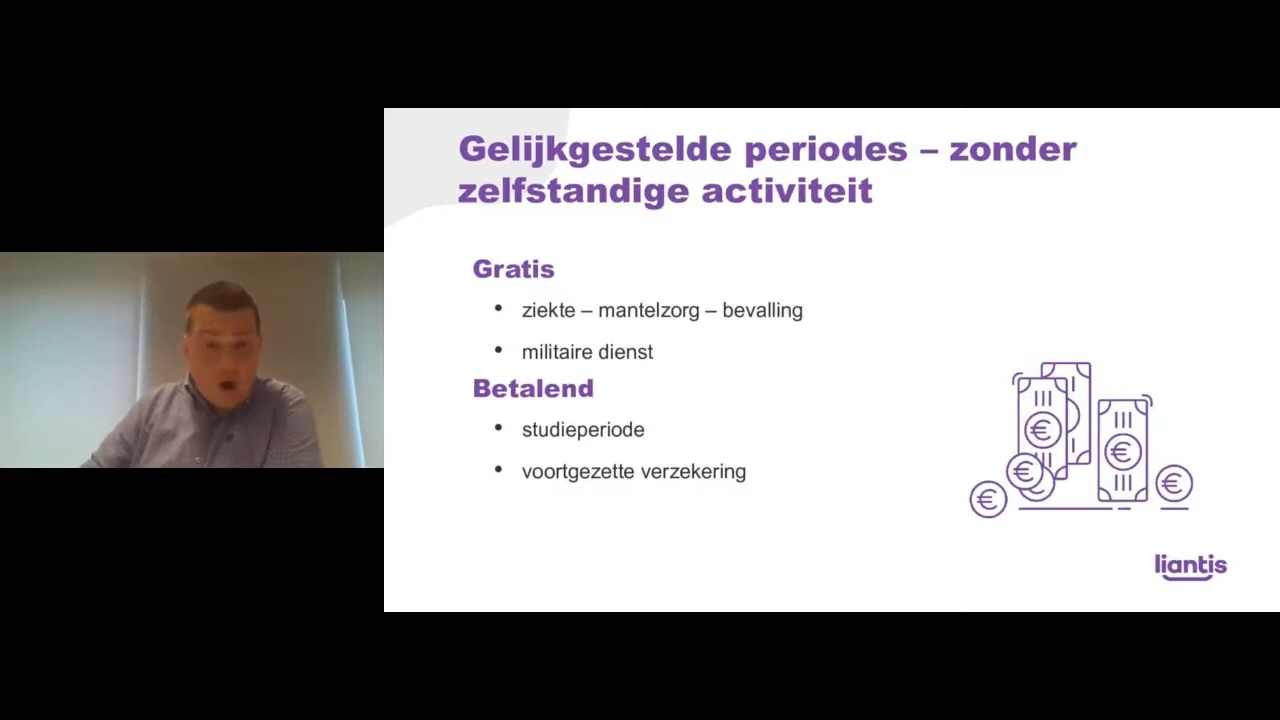 Gelijkgestelde periodes – zonder
zelfstandige activiteit
Gratis
• ziekte – mantelzorg – bevalling
• militaire dienst
Betalend
• studieperiode
• voortgezette verzekering
liantis